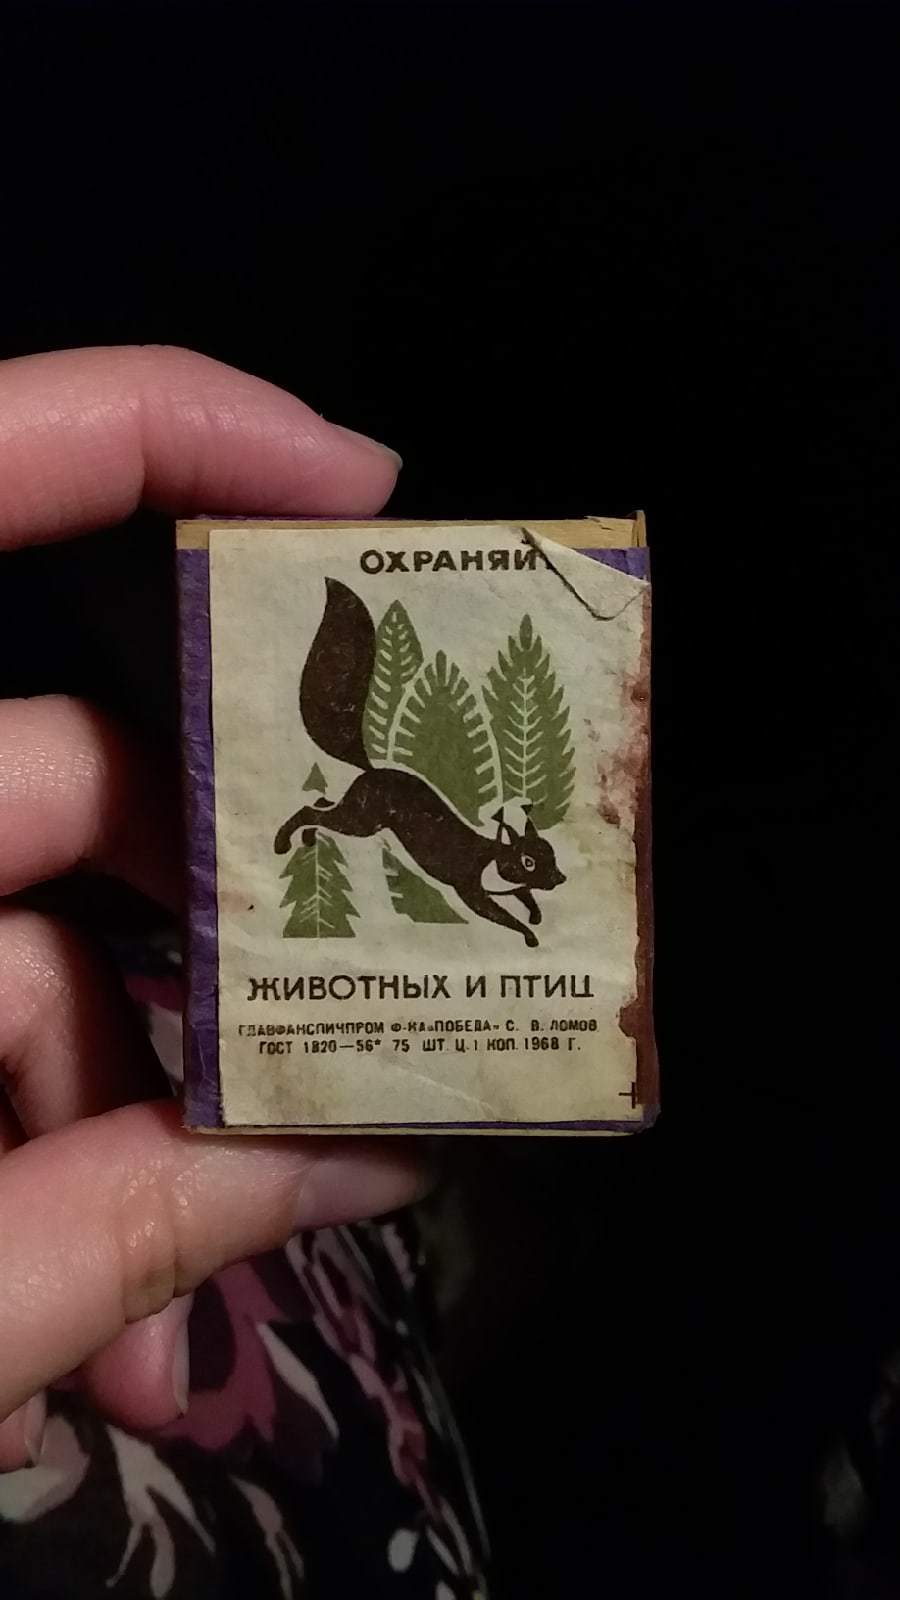 ОХРАНЯЙ
ЖИВОТНЫХ И ПТИЦ
ГЛАВФАНСПИЧПРОМ Ф-КА«ПОБЕДА» С. В. ЛОМОВ
ГОСТ 1820—56* 75 ШТ. Ц. 1 КОП. 1968 Г.